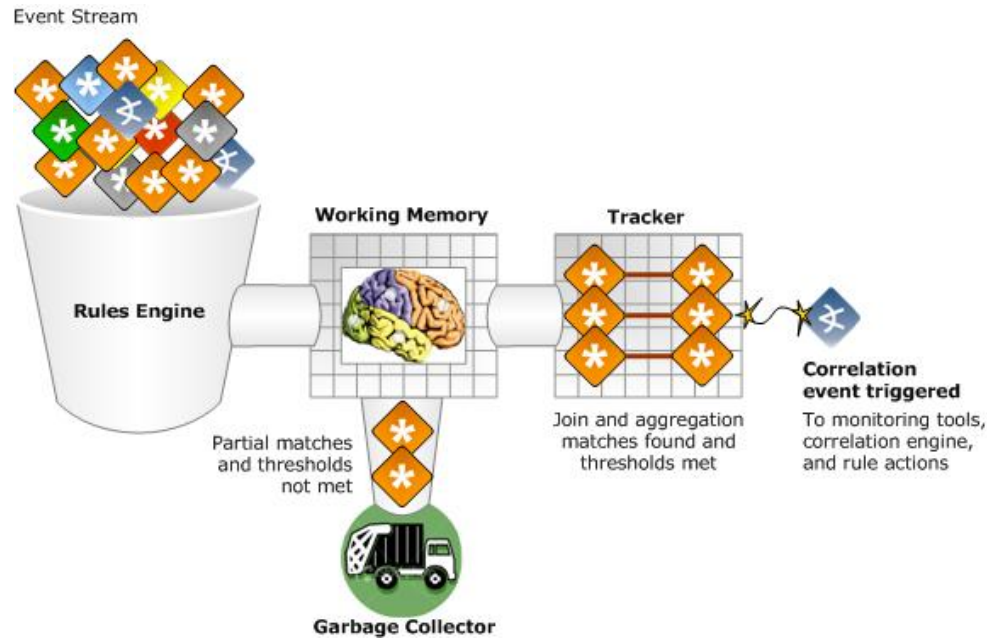 Event Stream
Working Memory
Tracker
Rules Engine
Correlation
event triggered
To monitoring tools,
correlation engine,
and rule actions
Join and aggregation
matches found and
thresholds met
Partial matches
and thresholds
not met
Garbage Collector